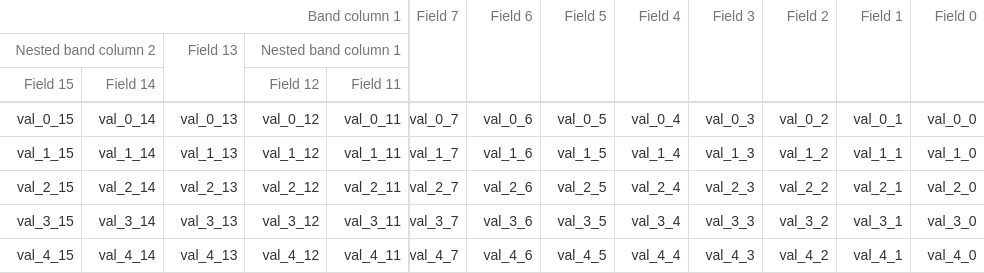 Band column 1 Field 7 Field 6 Field 5 Field 4 Field 3 Field 2 Field 1 Field 0
Nested band column 2 Field 13 Nested band column 1
Field 15 Field 14 Field 12 Field 11
val_0_15 val_0_14 val_0_13 val_0_12 val_0_11 val_0_7 val_0_6 val_0_5 val_0_4 val_0_3 val_0_2 val_0_1 val_0_0
val_1_15 val_1_14 val_1_13 val_1_12 val_1_11 val_1_7 val_1_6 val_1_5 val_1_4 val_1_3 val_1_2 val_1_1 val_1_0
val_2_15 val_2_14 val_2_13 val_2_12 val_2_11 val_2_7 val_2_6 val_2_5 val_2_4 val_2_3 val_2_2 val_2_1 val_2_0
val_3_15 val_3_14 val_3_13 val_3_12 val_3_11 val_3_7 val_3_6 val_3_5 val_3_4 val_3_3 val_3_2 val_3_1 val_3_0
val_4_15 val_4_14 val_4_13 val_4_12 val_4_11 val_4_7 val_4_6 val_4_5 val_4_4 val_4_3 val_4_2 val_4_1 val_4_0